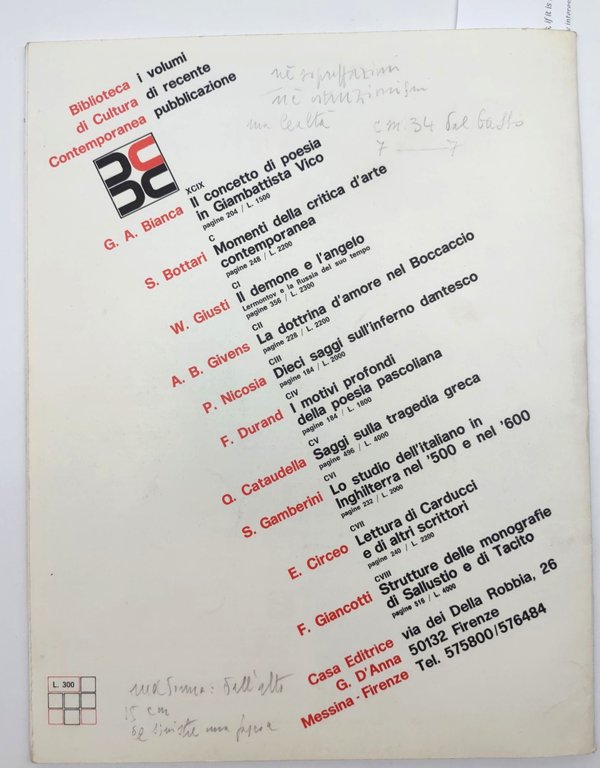 Biblioteca i volumi
di Cultura di recente
Contemporanea pubblicazione
XCIX
G. A. Bianca Il concetto di poesia
in Giambattista Vico
pagine 204 / L. 1500
C
S. Bottari Momenti della critica d'arte
contemporanea
pagine 248 / L. 2200
CI
W. Giusti Il demone e l'angelo
Lermontov e la Russia del suo tempo
pagine 356 / L. 2300
CII
A. B. Givens La dottrina d'amore nel Boccaccio
pagine 228 / L. 2200
CIII
P. Nicosia Dieci saggi sull'inferno dantesco
pagine 184 / L. 2000
CIV
F. Durand I motivi profondi
della poesia pascoliana
pagine 184 / L. 1800
CV
Q. Cataudella Saggi sulla tragedia greca
pagine 496 / L. 4000
CVI
S. Gamberini Lo studio dell'italiano in
Inghilterra nel '500 e nel '600
pagine 232 / L. 2000
CVII
E. Circeo Lettura di Carducci
e di altri scrittori
pagine 240 / L. 2200
CVIII
F. Giancotti Strutture delle monografie
di Sallustio e di Tacito
pagine 516 / L. 4000
Casa Editrice via dei Della Robbia, 26
G. D'Anna 50132 Firenze
Messina - Firenze Tel. 575800/576484
nè sopraffazioni
nè
ma lealtà cm. 34 dal basso
7 7
L. 300
dall'alto
15 cm
una